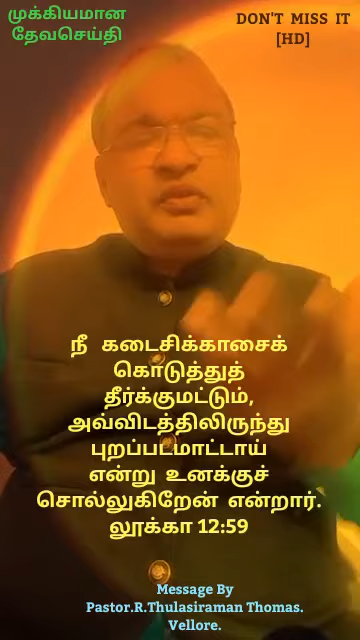 முக்கியமான
தேவசெய்தி
DON'T MISS IT
[HD]
நீ கடைசிக்காசைக்
கொடுத்துத்
தீர்க்குமட்டும்,
அவ்விடத்திலிருந்து
புறப்படமாட்டாய்
என்று உனக்குச்
சொல்லுகிறேன் என்றார்.
லூக்கா 12:59
Message By
Pastor.R.Thulasiraman Thomas.
Vellore.